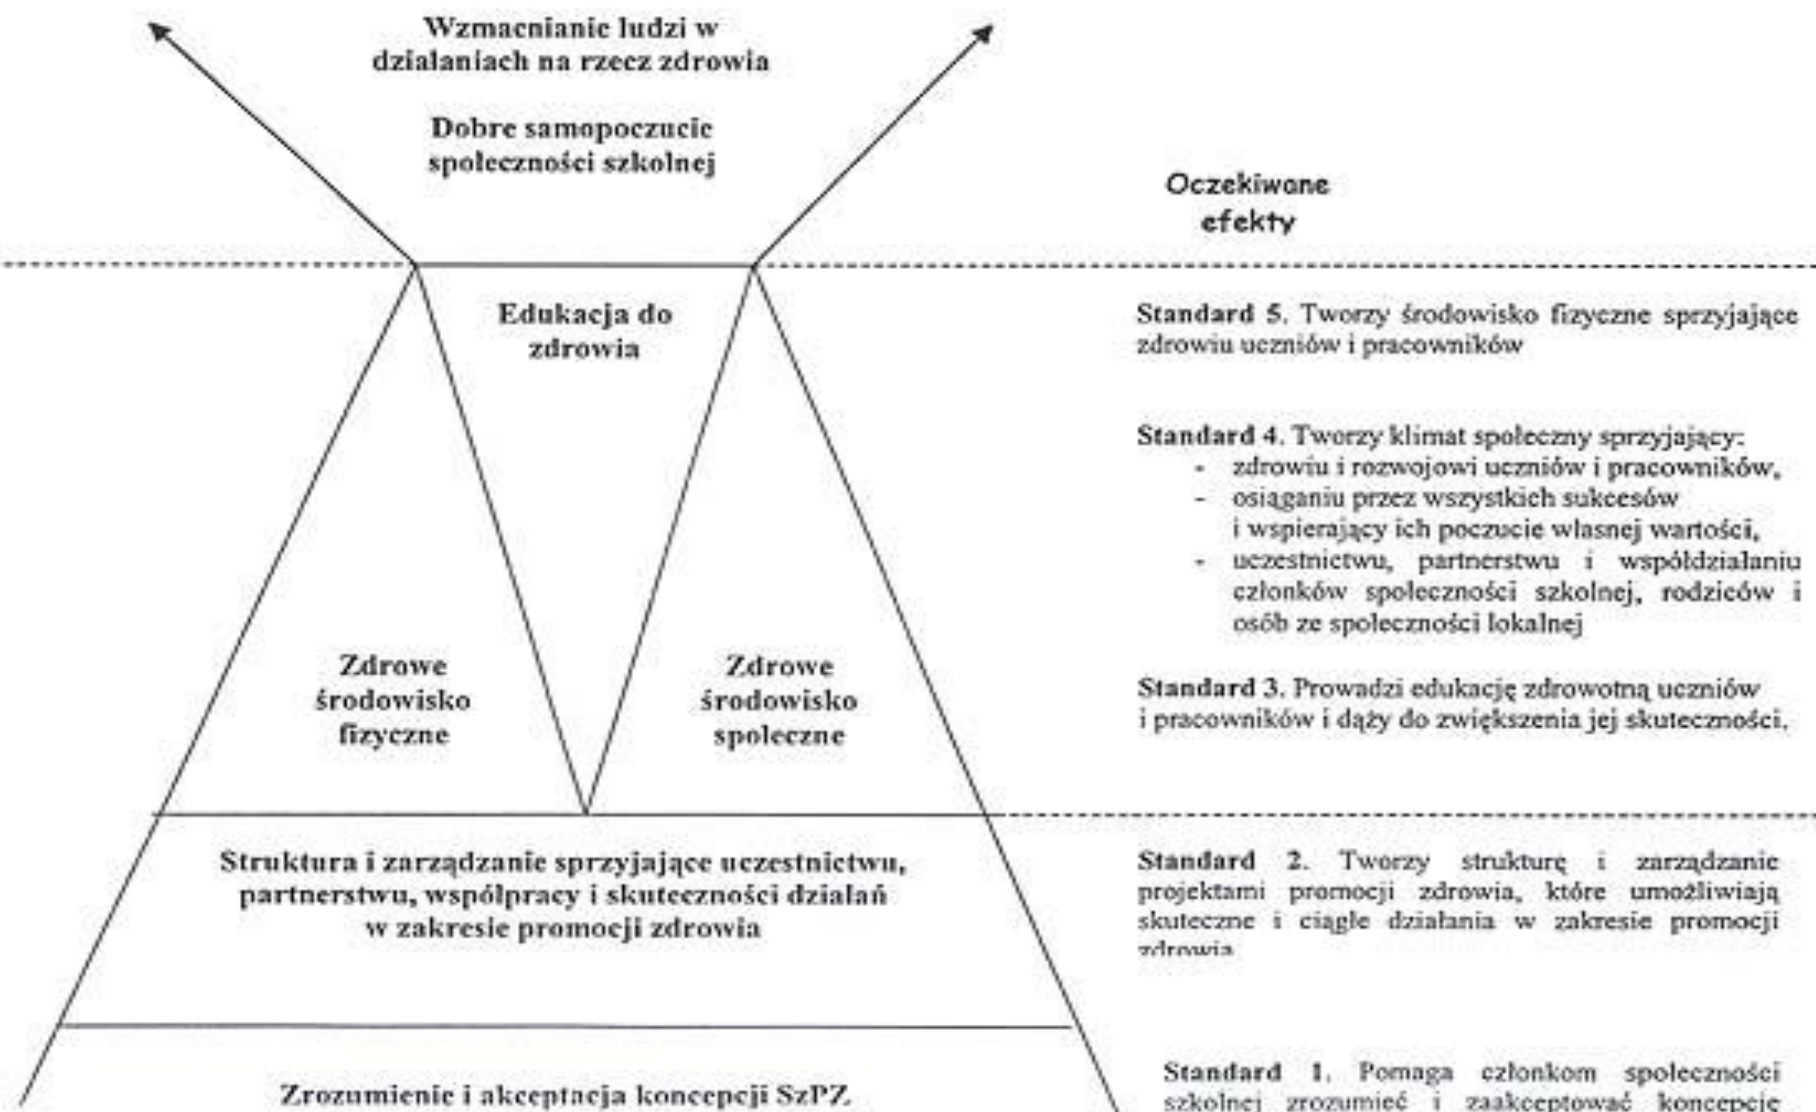 Wzmacnianie ludzi w
działaniach na rzecz zdrowia
Dobre samopoczucie
społeczności szkolnej
Oczekiwane
efekty
Edukacja do
zdrowia
Zdrowe
środowisko
fizyczne
Zdrowe
środowisko
społeczne
Struktura i zarządzanie sprzyjające uczestnictwu,
partnerstwu, współpracy i skuteczności działań
w zakresie promocji zdrowia
Zrozumienie i akceptacja koncepcji SzPZ
Standard 5. Tworzy środowisko fizyczne sprzyjające
zdrowiu uczniów i pracowników
Standard 4. Tworzy klimat społeczny sprzyjający:
- zdrowiu i rozwojowi uczniów i pracowników,
- osiąganiu przez wszystkich sukcesów
i wspierający ich poczucie własnej wartości,
- uczestnictwu, partnerstwu i współdziałaniu
członków społeczności szkolnej, rodziców i
osób ze społeczności lokalnej
Standard 3. Prowadzi edukację zdrowotną uczniów
i pracowników i dąży do zwiększenia jej skuteczności.
Standard 2. Tworzy strukturę i zarządzanie
projektami promocji zdrowia, które umożliwiają
skuteczne i ciągłe działania w zakresie promocji
zdrowia
Standard 1. Pomaga członkom społeczności
szkolnej zrozumieć i zaakceptować koncepcję